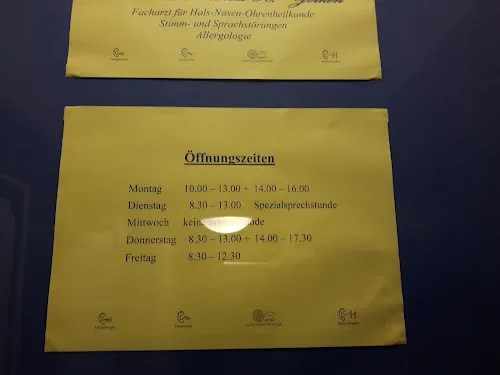 Facharzt für Hals-Nasen-Ohrenheilkunde
Stimm- und Sprachstörungen
Allergologie
Öffnungszeiten
Montag 10.00 – 13.00 + 14.00 – 16.00
Dienstag 8.30 – 13.00 Spezialsprechstunde
Mittwoch keine
Donnerstag 8.30 – 13.00 + 14.00 – 17.30
Freitag 8.30 – 12.30